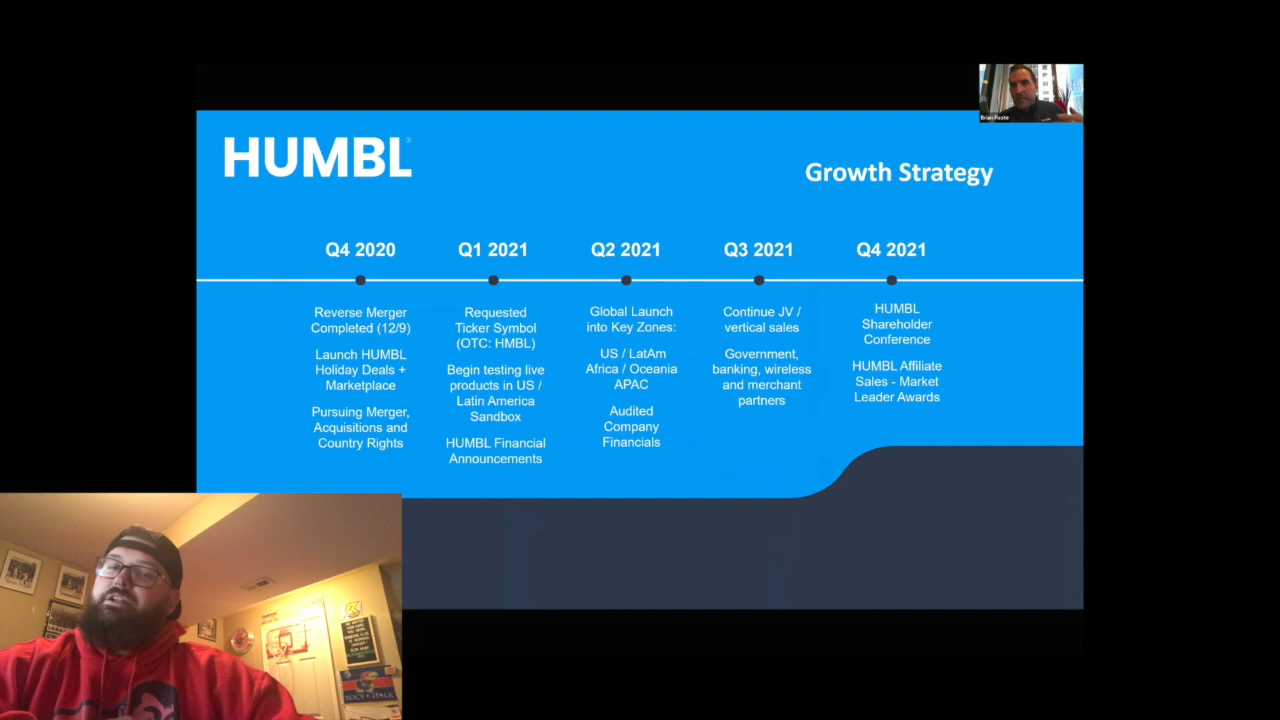 Brian Foote
HUMBL
Growth Strategy
Q4 2020
Reverse Merger
Completed (12/9)
Launch HUMBL
Holiday Deals +
Marketplace
Pursuing Merger,
Acquisitions and
Country Rights
Q1 2021
Requested
Ticker Symbol
(OTC: HMBL)
Begin testing live
products in US /
Latin America
Sandbox
HUMBL Financial
Announcements
Q2 2021
Global Launch
into Key Zones:
US / LatAm
Africa / Oceania
APAC
Audited
Company
Financials
Q3 2021
Continue JV /
vertical sales
Government,
banking, wireless
and merchant
partners
Q4 2021
HUMBL
Shareholder
Conference
HUMBL Affiliate
Sales - Market
Leader Awards
ROCK CHALK